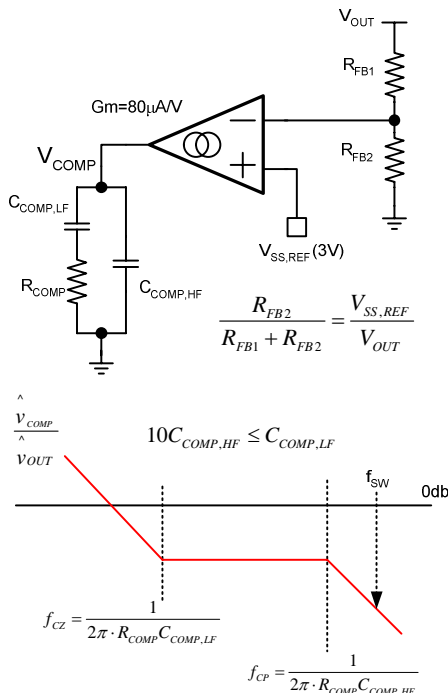 V_OUT
R_FB1
Gm=80µA/V
R_FB2
V_COMP
C_COMP,LF
R_COMP
C_COMP,HF
V_SS,REF (3V)
R_FB2 / (R_FB1 + R_FB2) = V_SS,REF / V_OUT
v̂_COMP / v̂_OUT
10C_COMP,HF ≤ C_COMP,LF
f_SW
0db
f_CZ = 1 / (2π · R_COMP C_COMP,LF)
f_CP = 1 / (2π · R_COMP C_COMP,HF)